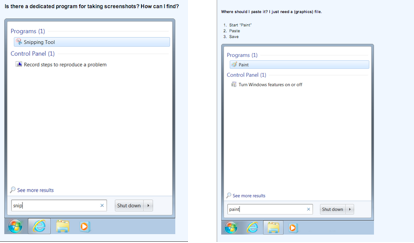 Is there a dedicated program for taking screenshots? How can I find?
Programs (1)
Snipping Tool
Control Panel (1)
Record steps to reproduce a problem
See more results
snip
Shut down
Where should I paste it? I just need a (graphics) file.
1. Start "Paint"
2. Paste
3. Save
Programs (1)
Paint
Control Panel (1)
Turn Windows features on or off
See more results
paint
Shut down